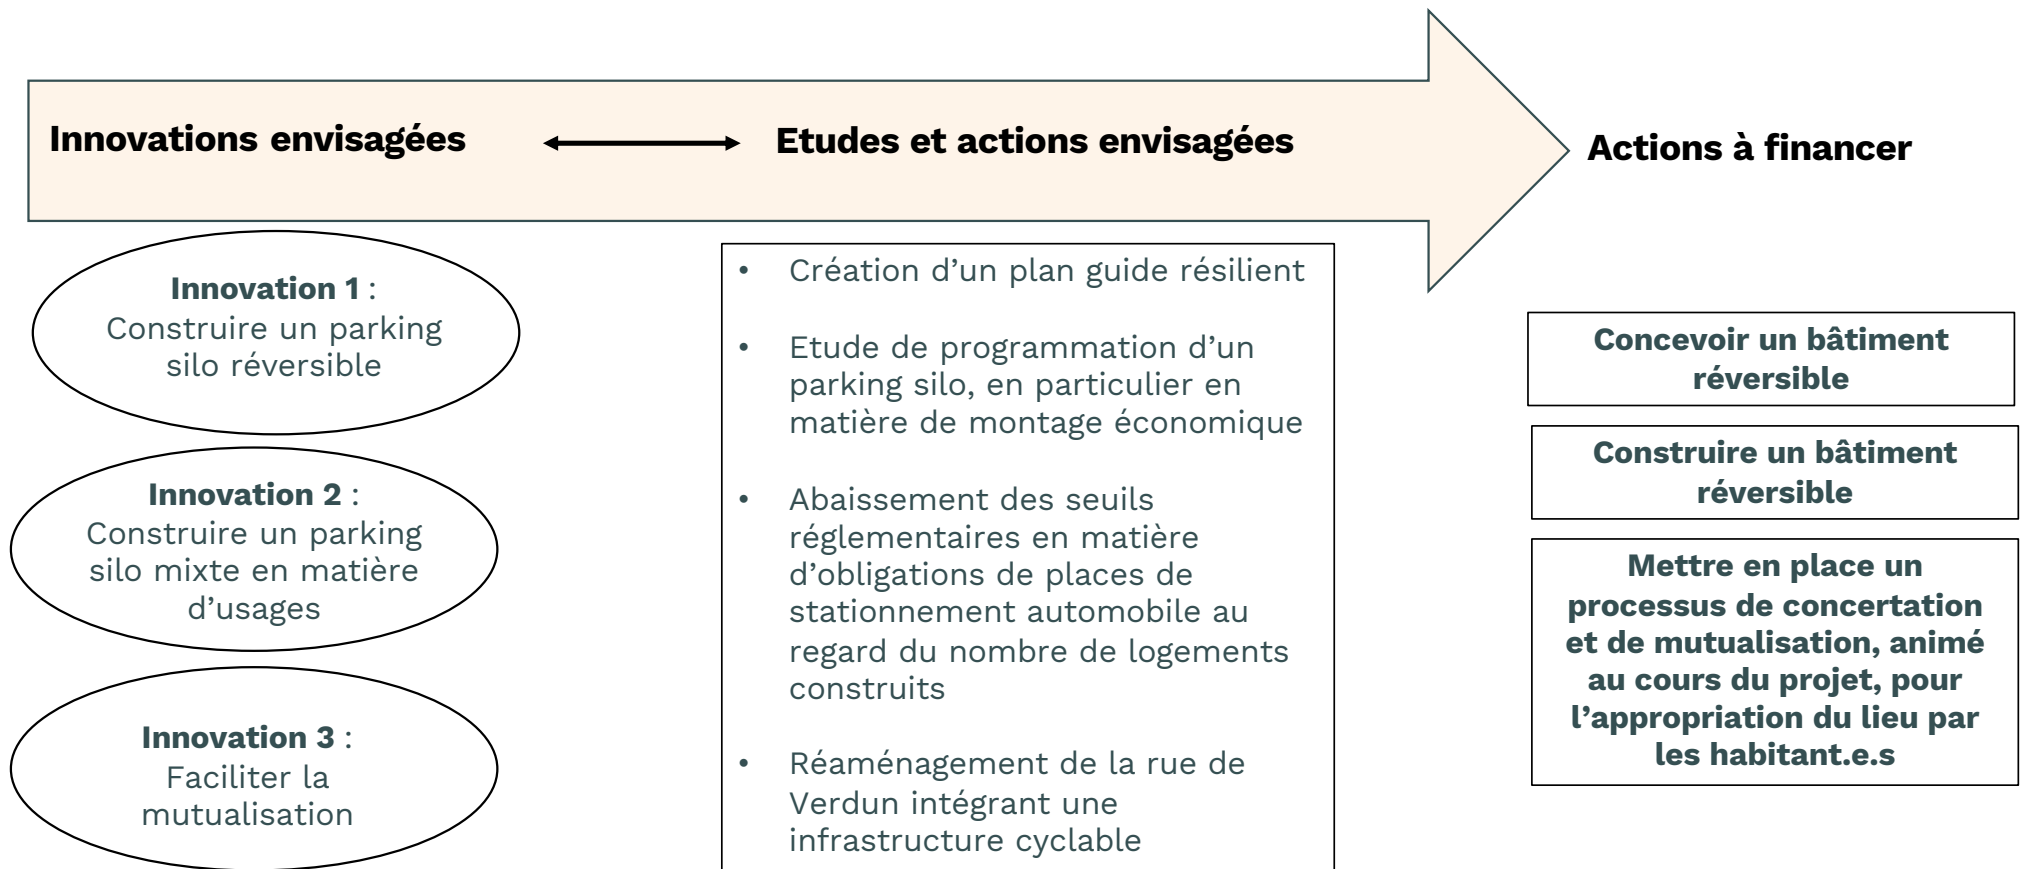 Innovations envisagées
Etudes et actions envisagées
Actions à financer
Innovation 1 :
Construire un parking
silo réversible
Innovation 2 :
Construire un parking
silo mixte en matière
d’usages
Innovation 3 :
Faciliter la
mutualisation
• Création d’un plan guide résilient
• Etude de programmation d’un
parking silo, en particulier en
matière de montage économique
• Abaissement des seuils
réglementaires en matière
d’obligations de places de
stationnement automobile au
regard du nombre de logements
construits
• Réaménagement de la rue de
Verdun intégrant une
infrastructure cyclable
Concevoir un bâtiment
réversible
Construire un bâtiment
réversible
Mettre en place un
processus de concertation
et de mutualisation, animé
au cours du projet, pour
l’appropriation du lieu par
les habitant.e.s